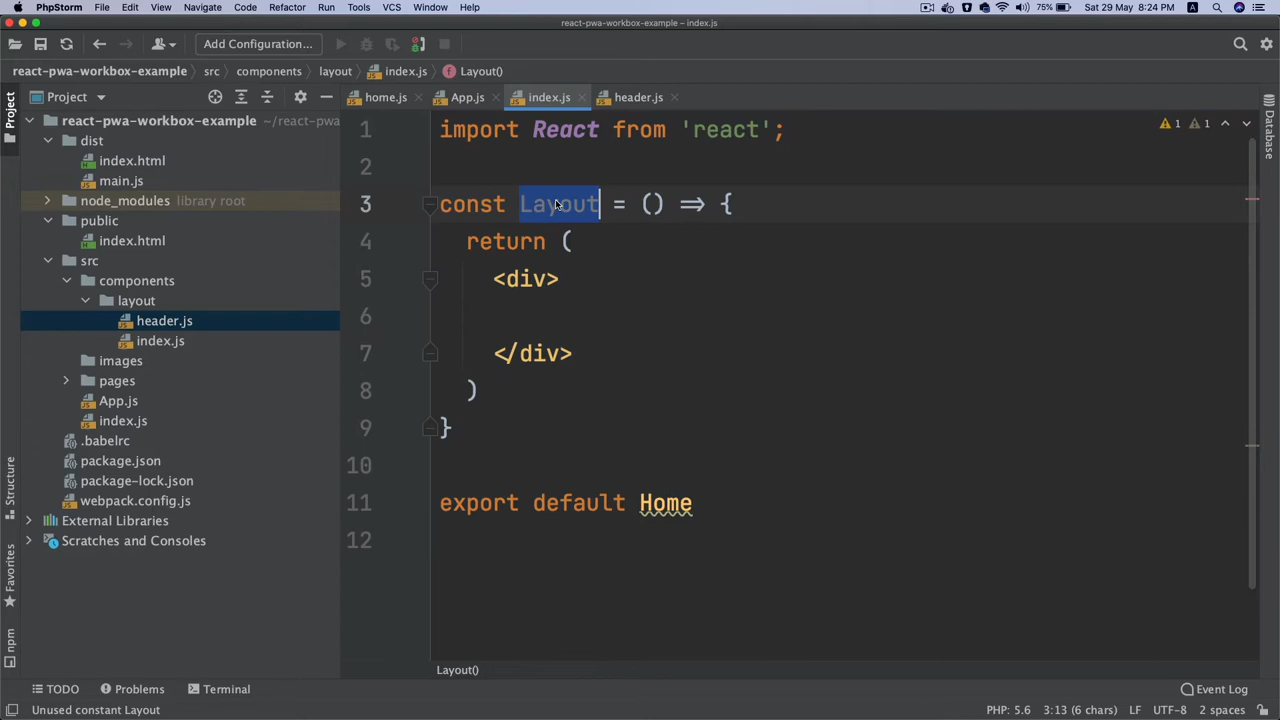 PhpStorm File Edit View Navigate Code Refactor Run Tools VCS Window Help 75% Sat 29 May 8:24 PM A
react-pwa-workbox-example – index.js
Add Configuration...
react-pwa-workbox-example src components layout index.js Layout()
Project
home.js App.js index.js header.js
react-pwa-workbox-example ~/react-pwa
dist
index.html
main.js
node_modules library root
public
index.html
src
components
layout
header.js
index.js
images
pages
App.js
index.js
.babelrc
package.json
package-lock.json
webpack.config.js
External Libraries
Scratches and Consoles
1 import React from 'react';
2
3 const Layout = () => {
4 return (
5 <div>
6
7 </div>
8 )
9 }
10
11 export default Home
12
1 1
Layout()
Project
Structure
Favorites
npm
Database
TODO Problems Terminal Event Log
Unused constant Layout PHP: 5.6 3:13 (6 chars) LF UTF-8 2 spaces